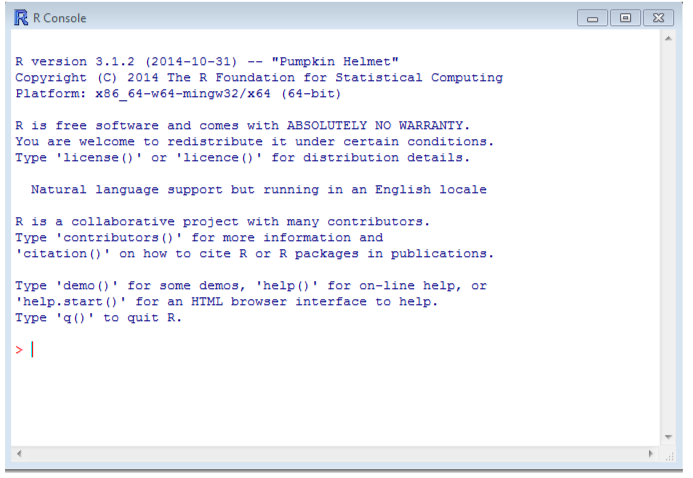 R Console
R version 3.1.2 (2014-10-31) -- "Pumpkin Helmet"
Copyright (C) 2014 The R Foundation for Statistical Computing
Platform: x86_64-w64-mingw32/x64 (64-bit)
R is free software and comes with ABSOLUTELY NO WARRANTY.
You are welcome to redistribute it under certain conditions.
Type 'license()' or 'licence()' for distribution details.
Natural language support but running in an English locale
R is a collaborative project with many contributors.
Type 'contributors()' for more information and
'citation()' on how to cite R or R packages in publications.
Type 'demo()' for some demos, 'help()' for on-line help, or
'help.start()' for an HTML browser interface to help.
Type 'q()' to quit R.
>